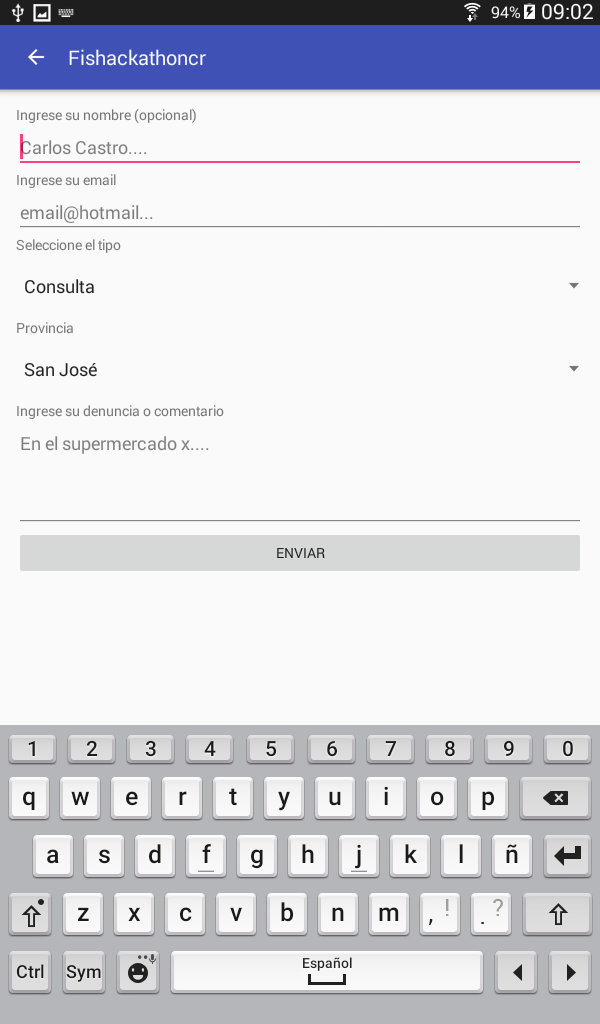 94% 09:02
Fishackathoncr
Ingrese su nombre (opcional)
Carlos Castro....
Ingrese su email
email@hotmail...
Seleccione el tipo
Consulta
Provincia
San José
Ingrese su denuncia o comentario
En el supermercado x....
ENVIAR
1 2 3 4 5 6 7 8 9 0
q w e r t y u i o p
a s d f g h j k l ñ
z x c v b n m , ! . ?
Ctrl Sym Español